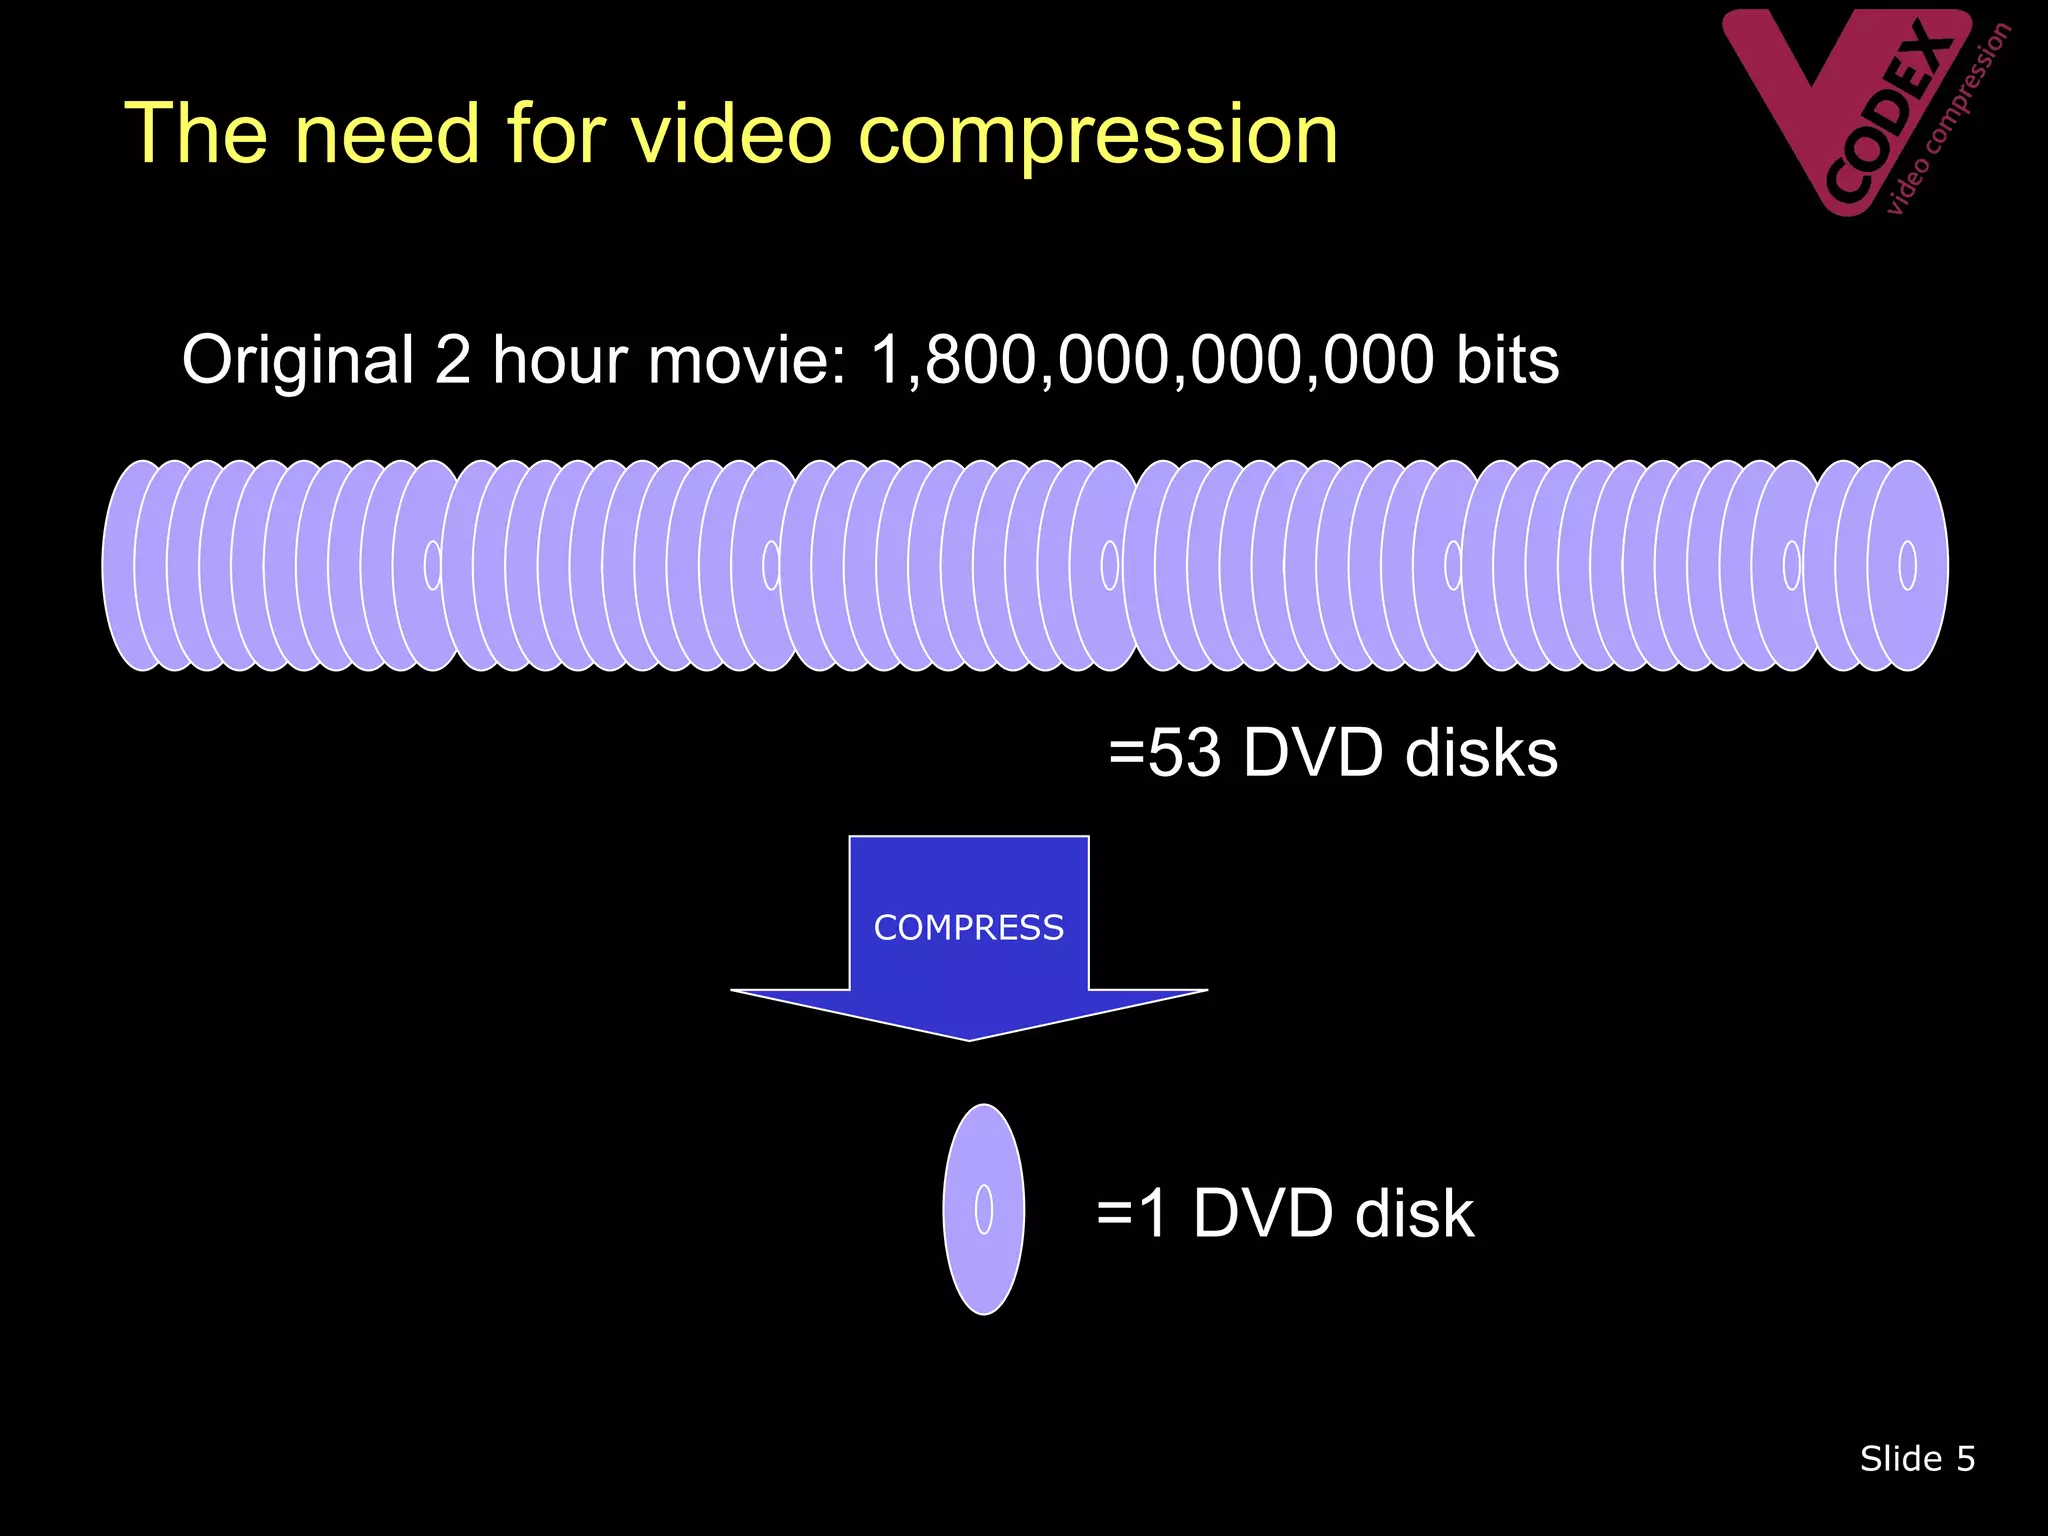 The need for video compression
CODEX
video compression
Original 2 hour movie: 1,800,000,000,000 bits
=53 DVD disks
COMPRESS
=1 DVD disk
Slide 5